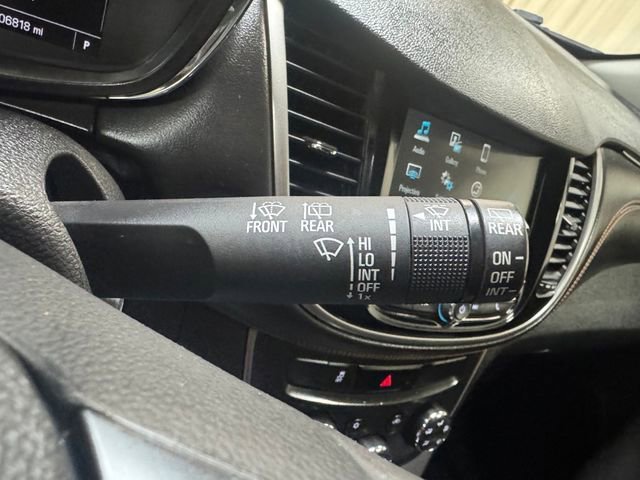 06818 mi
P
Audio
Gallery
Phone
Projection
FRONT
REAR
HI
LO
INT
OFF
1x
INT
REAR
ON
OFF
INT